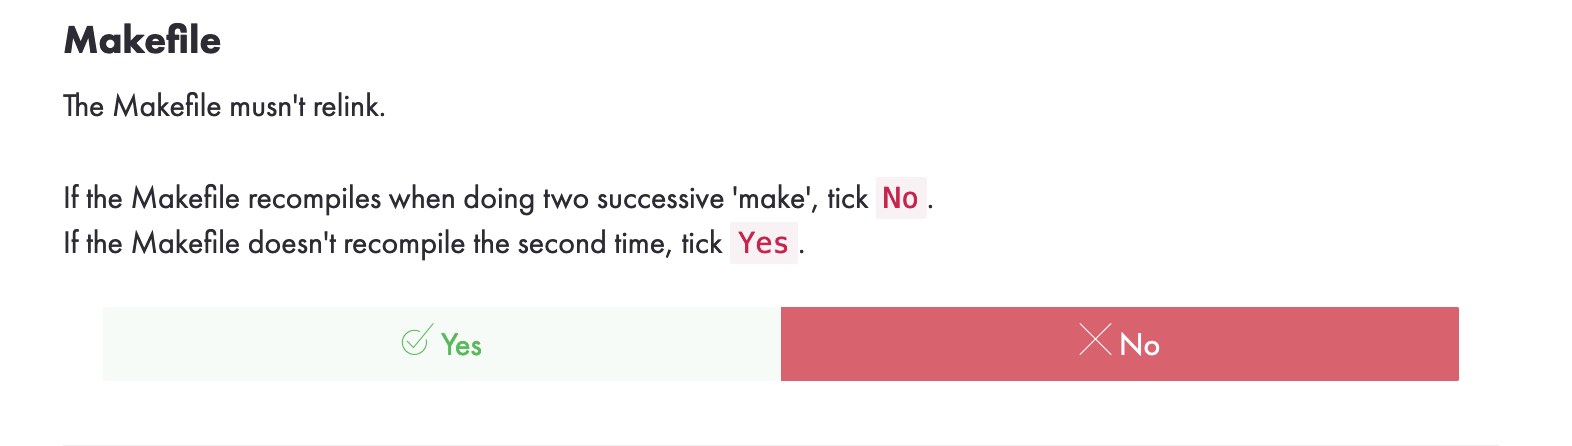 Makefile
The Makefile musn't relink.
If the Makefile recompiles when doing two successive 'make', tick No.
If the Makefile doesn't recompile the second time, tick Yes.
Yes
No